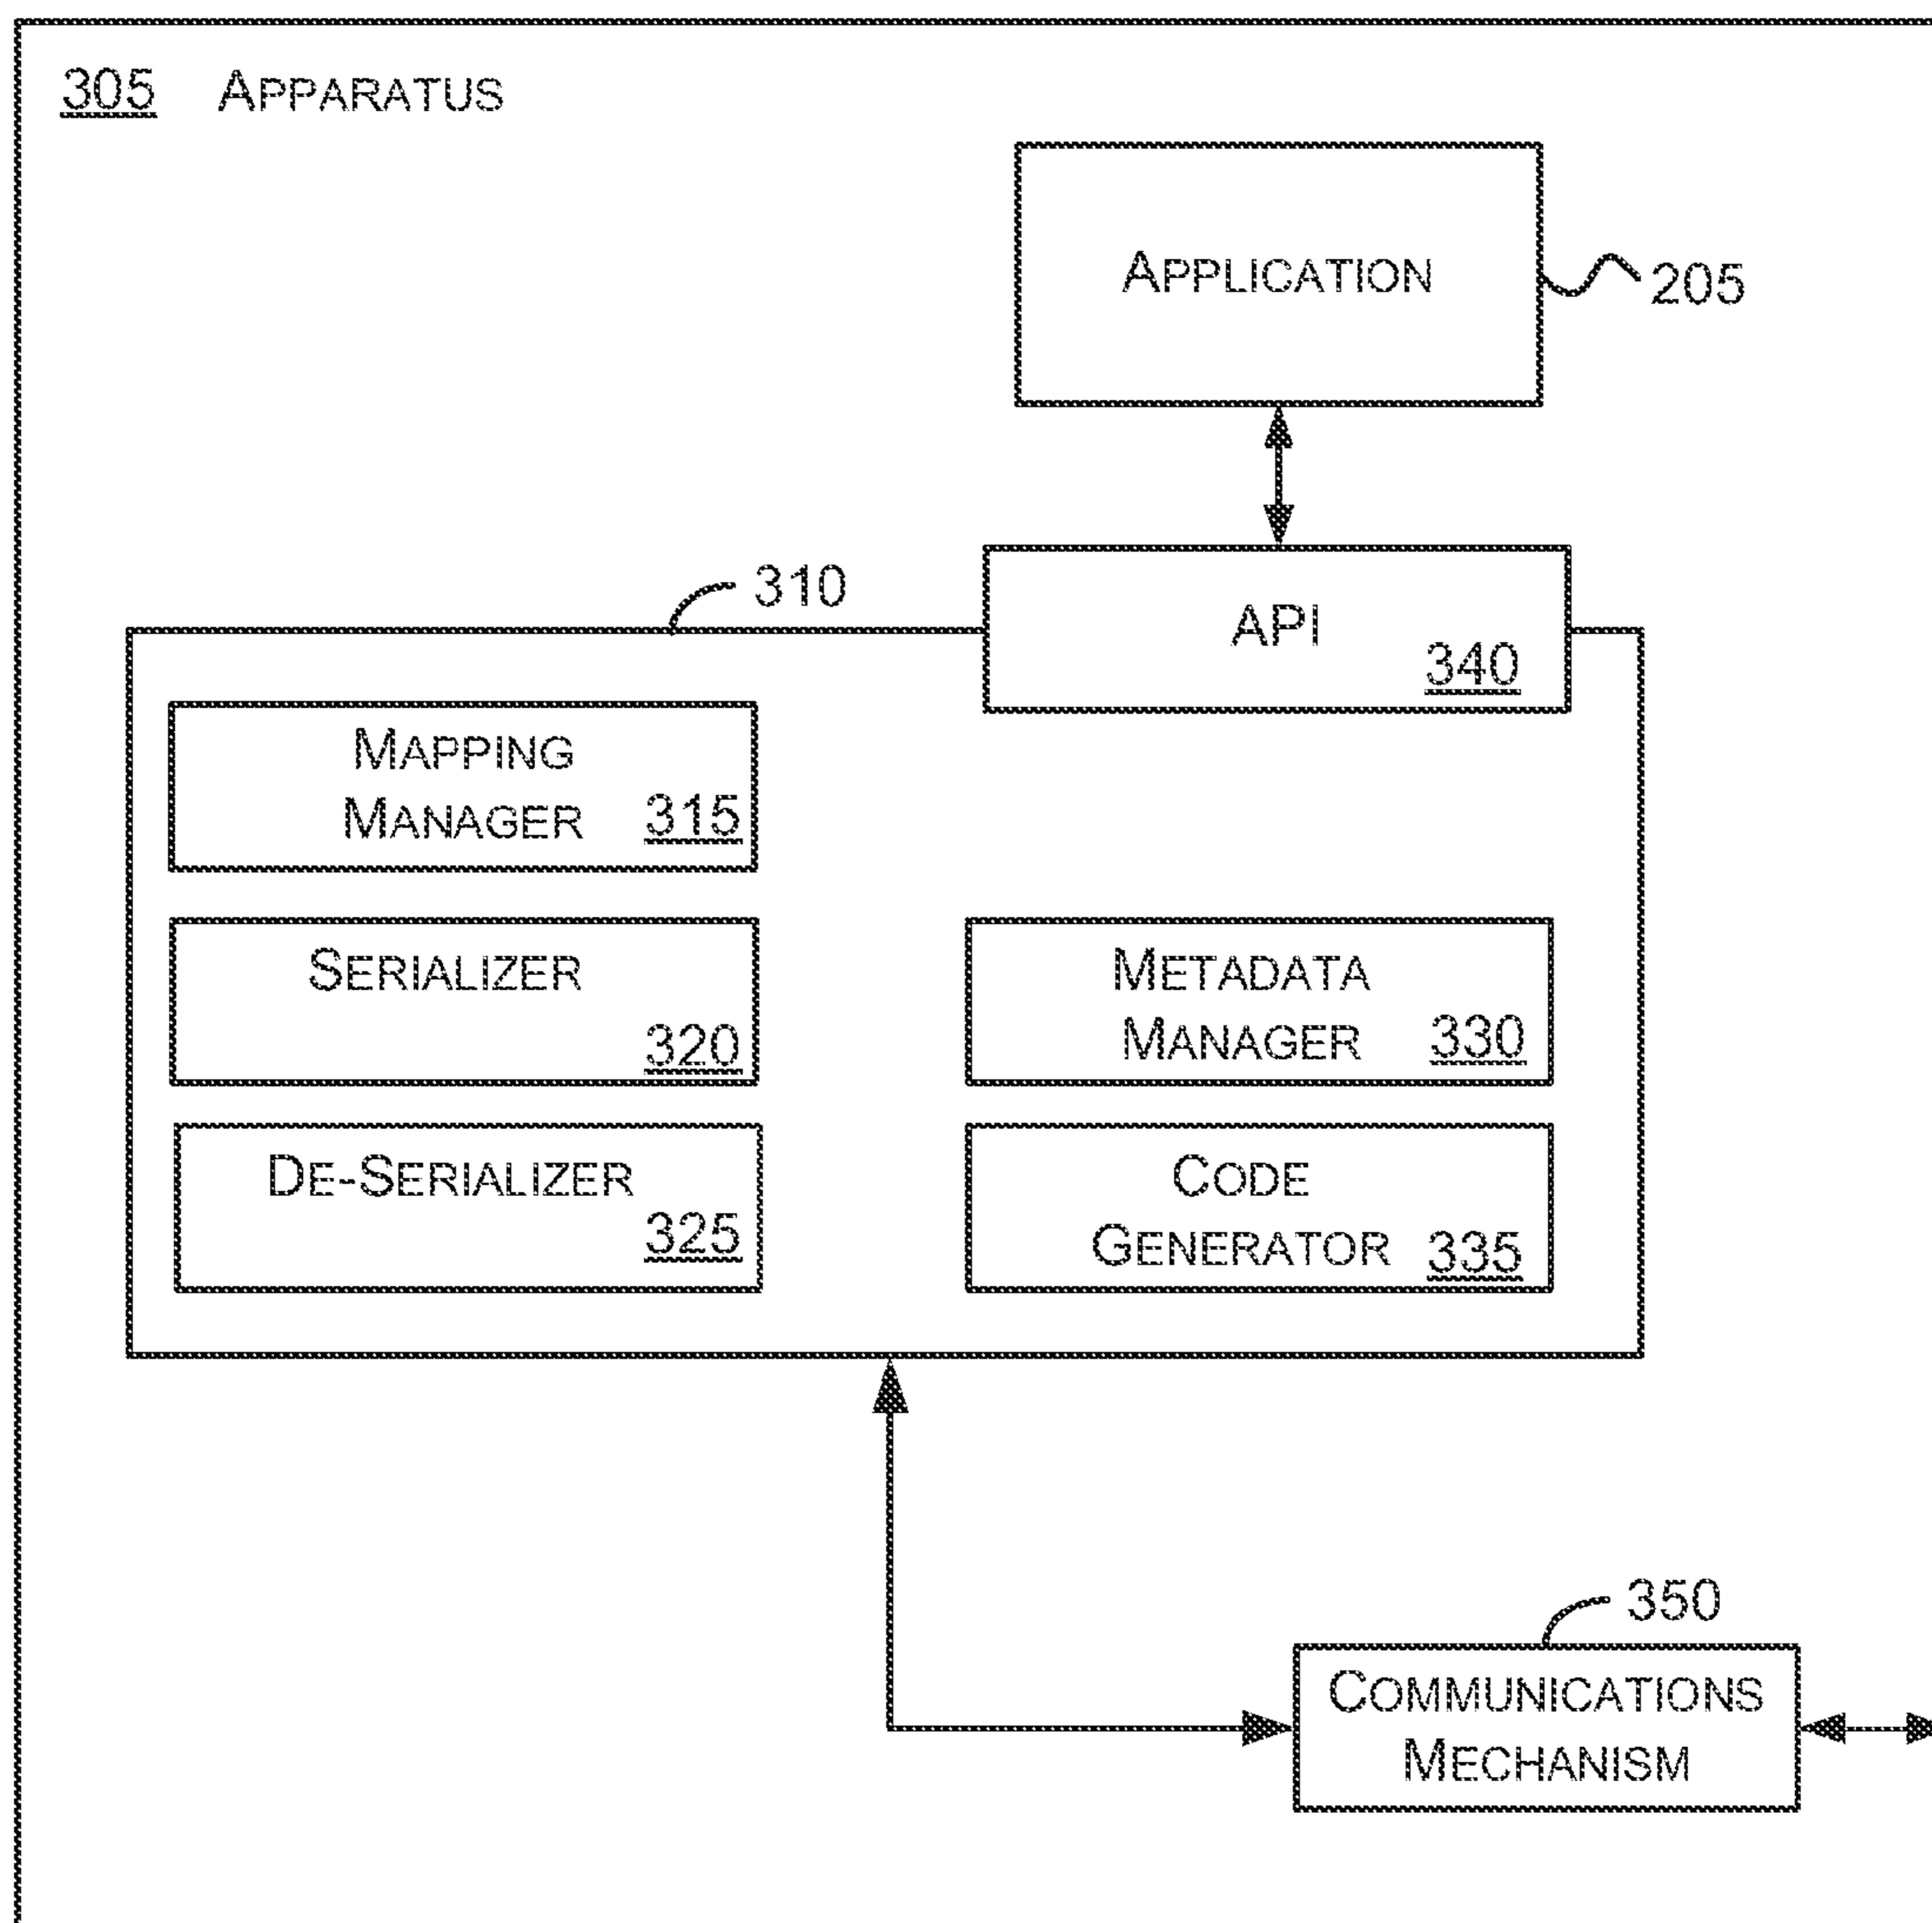 305 APPARATUS
APPLICATION
205
310
API
340
MAPPING
MANAGER 315
SERIALIZER
320
METADATA
MANAGER 330
DE-SERIALIZER
325
CODE
GENERATOR 335
350
COMMUNICATIONS
MECHANISM